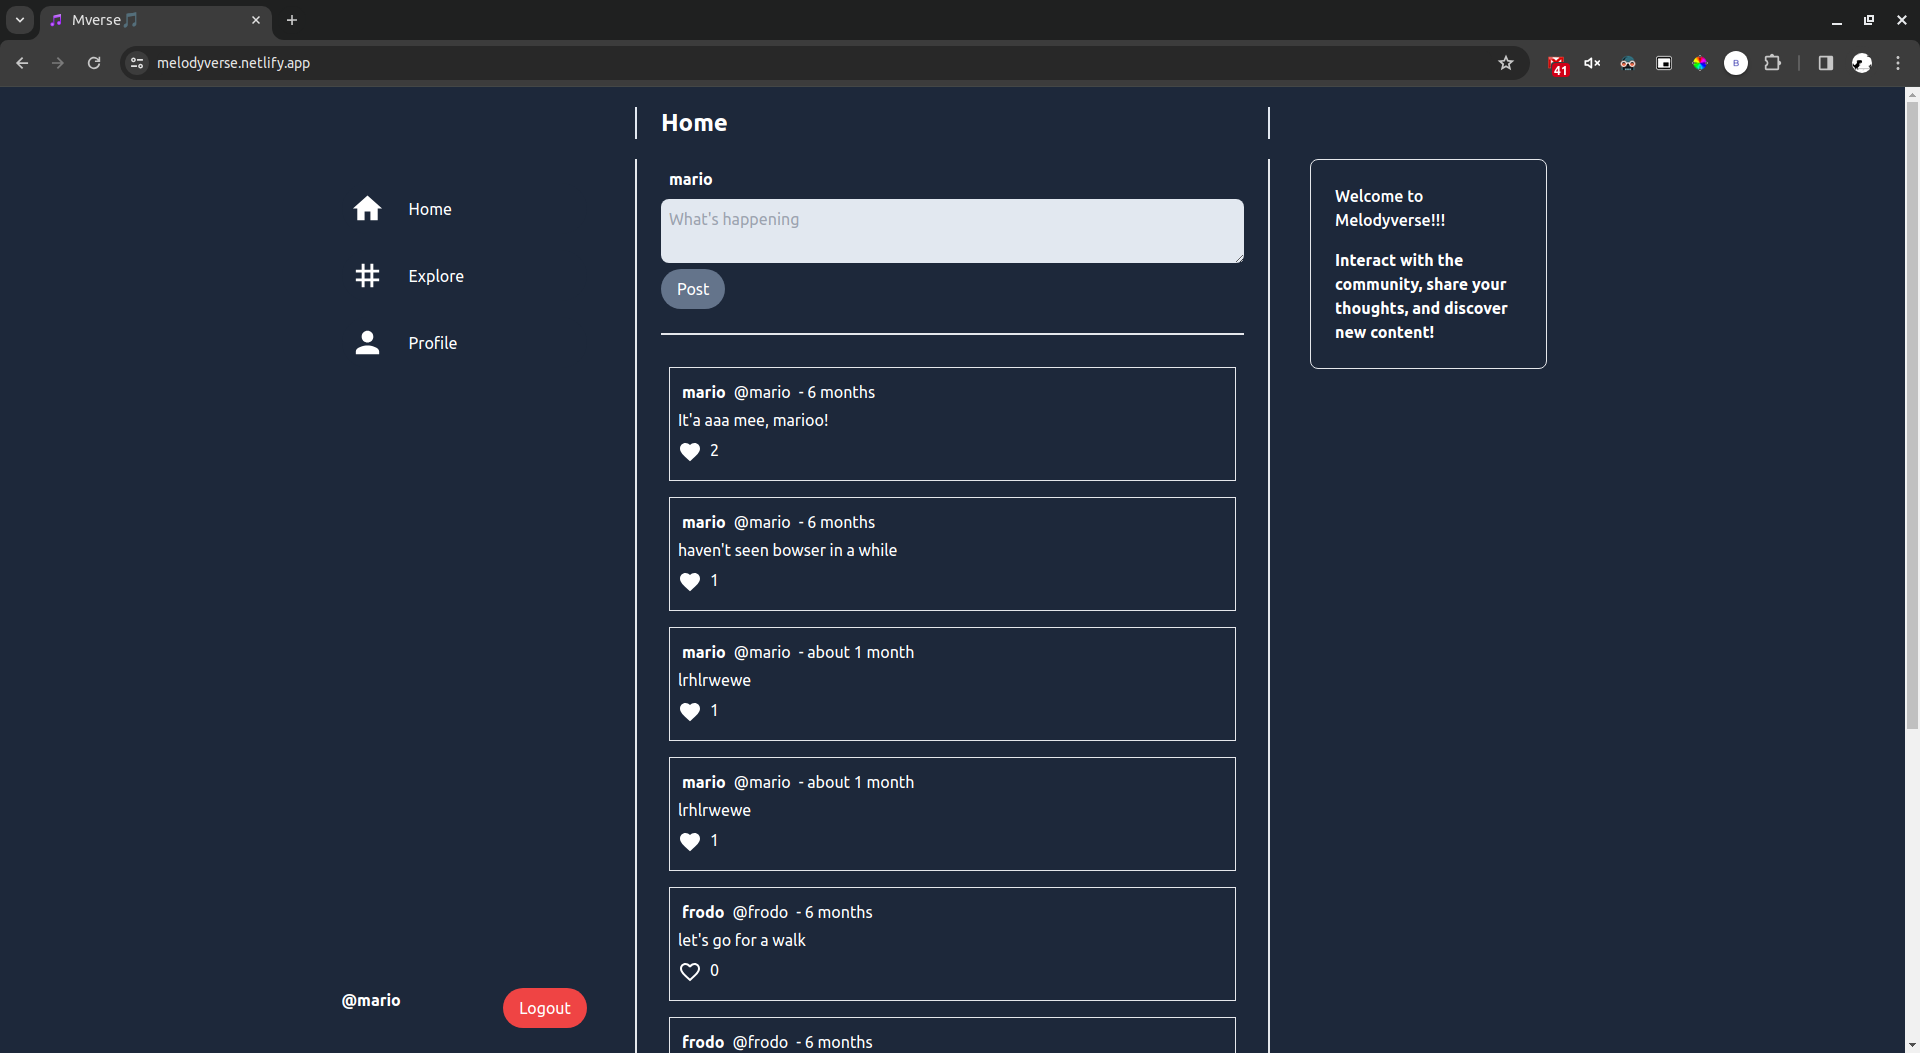 Mverse🎵
melodyverse.netlify.app
41
B
Home
Home
Explore
Profile
@mario
Logout
mario
What's happening
Post
mario @mario - 6 months
It'a aaa mee, marioo!
2
mario @mario - 6 months
haven't seen bowser in a while
1
mario @mario - about 1 month
lrhlrwewe
1
mario @mario - about 1 month
lrhlrwewe
1
frodo @frodo - 6 months
let's go for a walk
0
frodo @frodo - 6 months
Welcome to
Melodyverse!!!
Interact with the
community, share your
thoughts, and discover
new content!